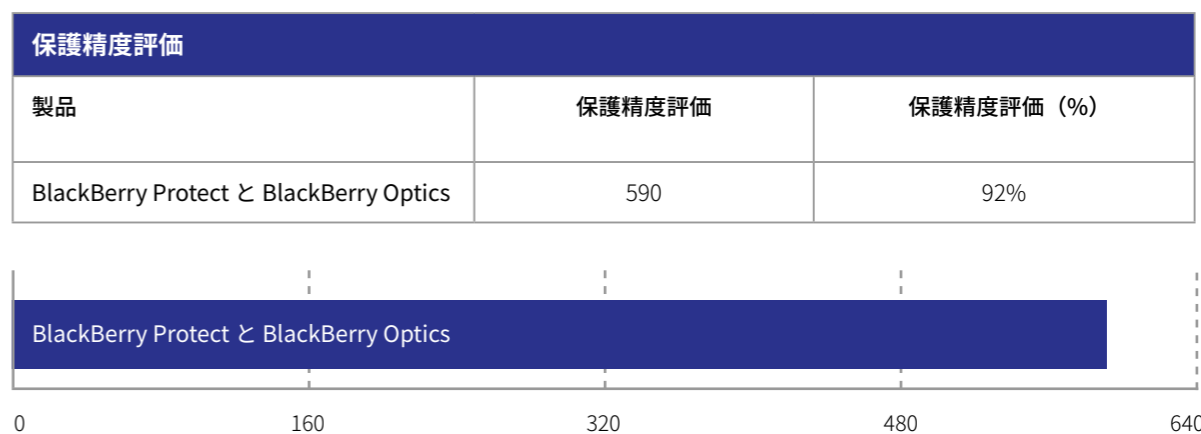 保護精度評価
製品 保護精度評価 保護精度評価（%）
BlackBerry Protect と BlackBerry Optics 590 92%
BlackBerry Protect と BlackBerry Optics
0 160 320 480 640